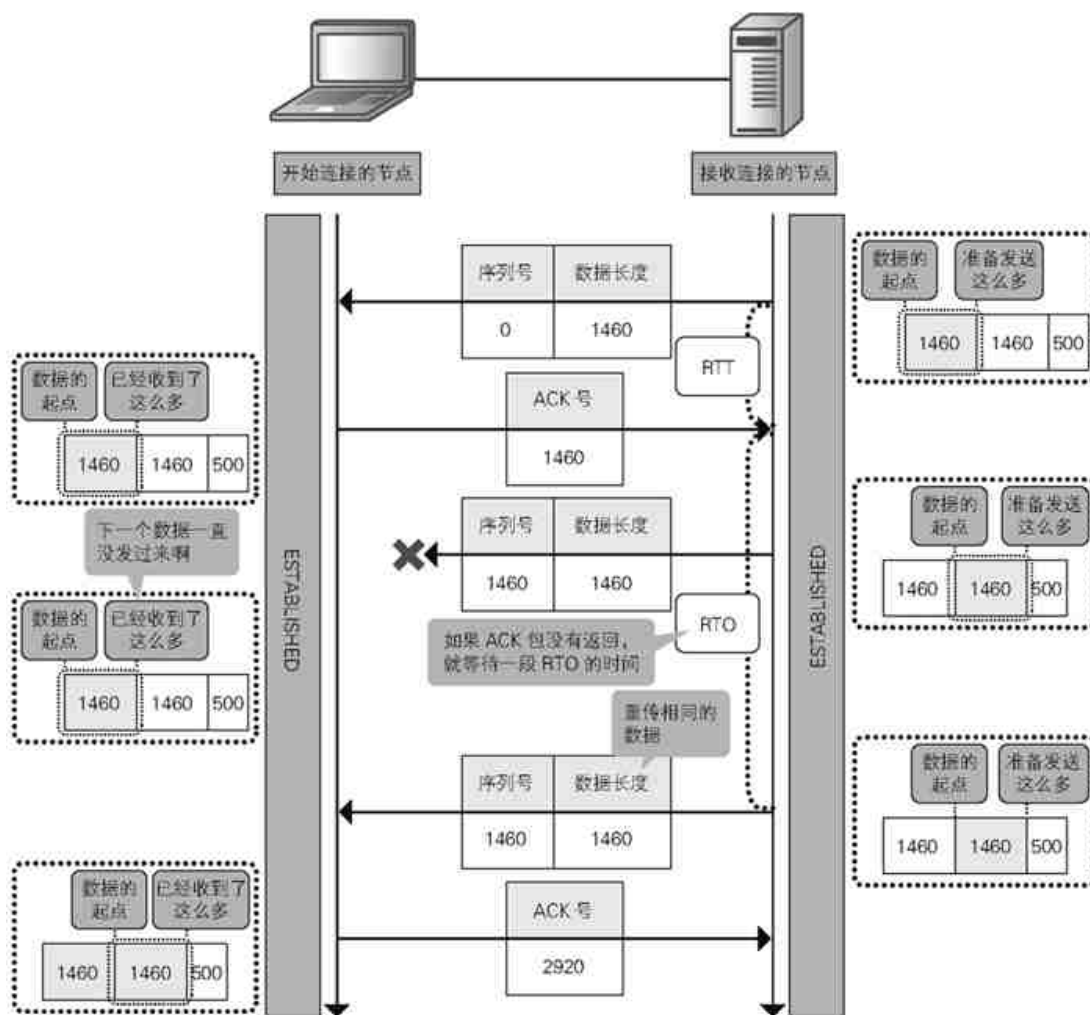 开始连接的节点
接收连接的节点
序列号 数据长度
0 1460
数据的
起点
准备发送
这么多
1460 1460 500
RTT
数据的
起点
已经收到了
这么多
1460 1460 500
ACK 号
1460
下一个数据一直
没发过来啊
序列号 数据长度
1460 1460
数据的
起点
准备发送
这么多
1460 1460 500
ESTABLISHED
ESTABLISHED
数据的
起点
已经收到了
这么多
1460 1460 500
RTO
如果 ACK 包没有返回，
就等待一段 RTO 的时间
重传相同的
数据
序列号 数据长度
1460 1460
数据的
起点
准备发送
这么多
1460 1460 500
数据的
起点
已经收到了
这么多
1460 1460 500
ACK 号
2920